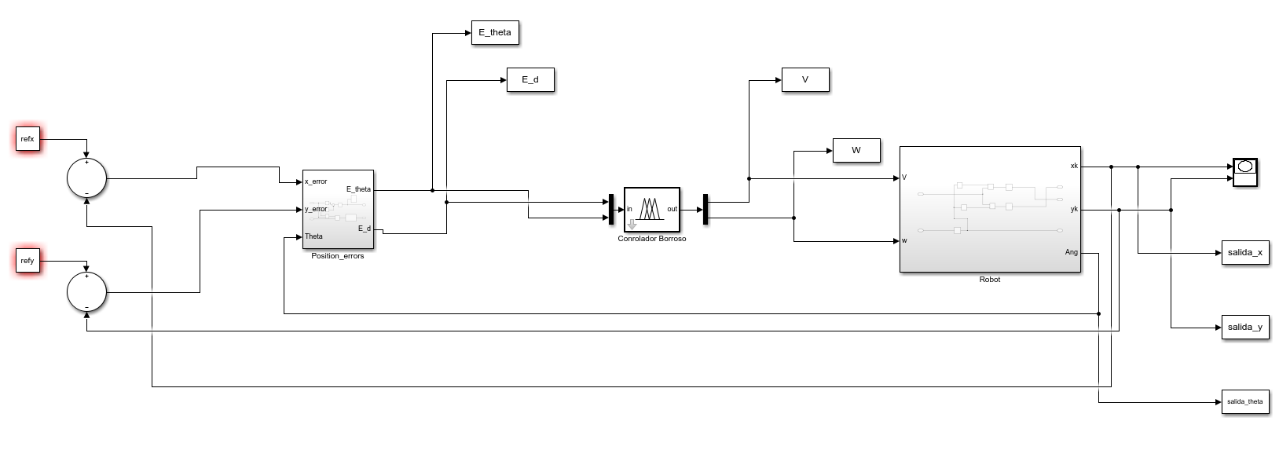 E_theta
E_d
V
W
refx
+
−
x_error
y_error
Theta
E_theta
E_d
Position_errors
in
out
Conrolador Borroso
V
w
xk
yk
Ang
Robot
refy
+
−
salida_x
salida_y
salida_theta